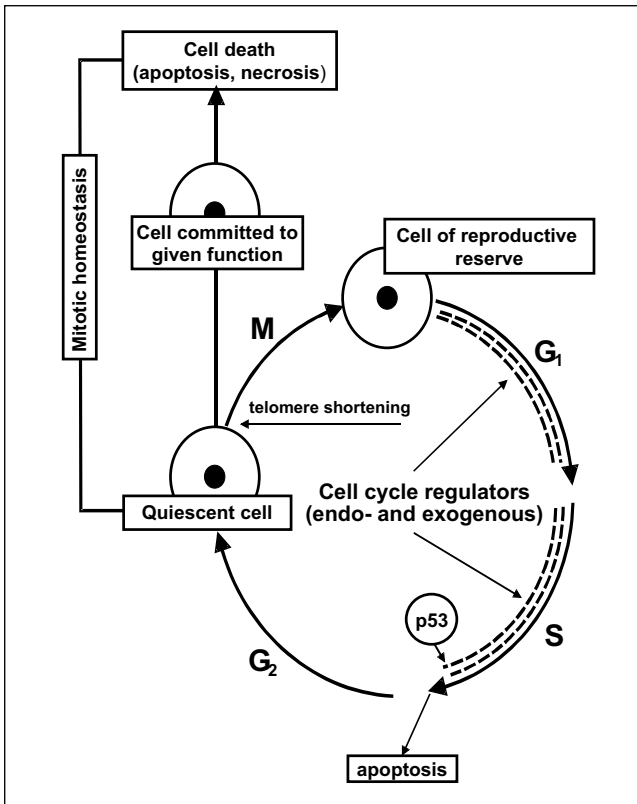 Cell death
(apoptosis, necrosis)
Mitotic homeostasis
Cell committed to
given function
Cell of reproductive
reserve
M
G₁
telomere shortening
Cell cycle regulators
(endo- and exogenous)
Quiescent cell
p53
S
G₂
apoptosis